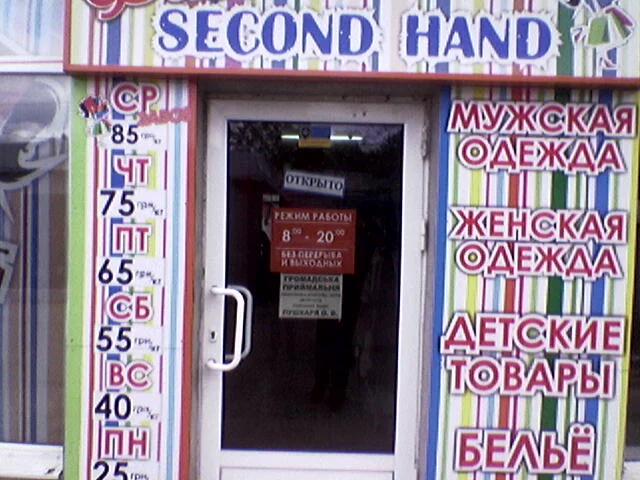 SECOND HAND
СР
85 грн. кг
ЧТ
75 грн. кг
ПТ
65 грн. кг
СБ
55 грн. кг
ВС
40 грн. кг
ПН
25 грн.
ОТКРЫТО
РЕЖИМ РАБОТЫ
8 00 - 20 00
БЕЗ ПЕРЕРЫВА
И ВЫХОДНЫХ
ГРОМАДСЬКА
ПРИЙМАЛЬНЯ
МУЖСКАЯ
ОДЕЖДА
ЖЕНСКАЯ
ОДЕЖДА
ДЕТСКИЕ
ТОВАРЫ
БЕЛЬЁ